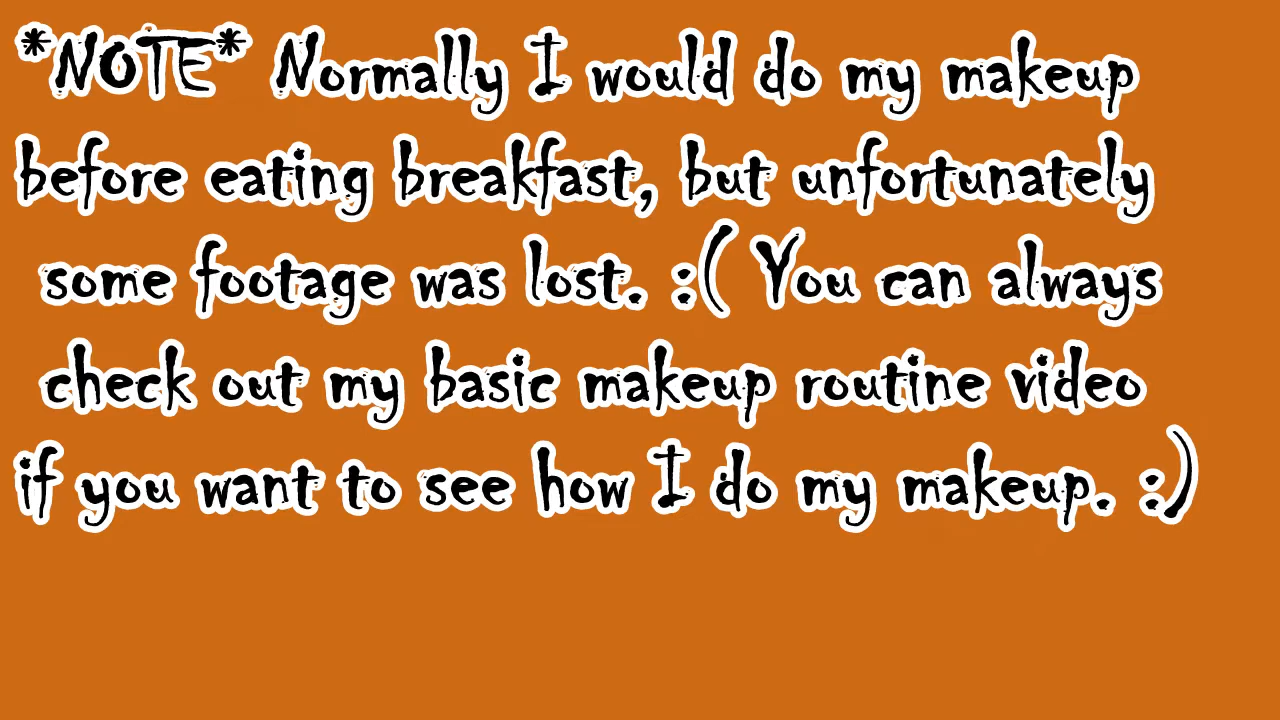 *NOTE* Normally I would do my makeup
before eating breakfast, but unfortunately
some footage was lost. :( You can always
check out my basic makeup routine video
if you want to see how I do my makeup. :)